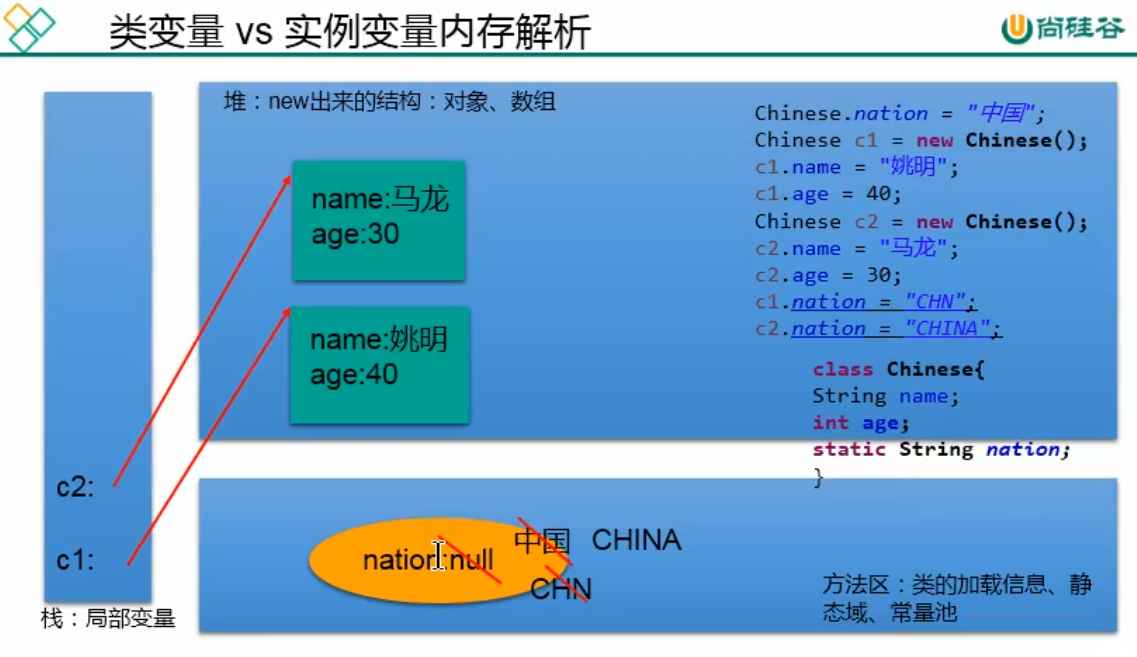 类变量 vs 实例变量内存解析
尚硅谷
堆：new出来的结构：对象、数组
name:马龙
age:30
name:姚明
age:40
Chinese.nation = "中国";
Chinese c1 = new Chinese();
c1.name = "姚明";
c1.age = 40;
Chinese c2 = new Chinese();
c2.name = "马龙";
c2.age = 30;
c1.nation = "CHN";
c2.nation = "CHINA";
class Chinese{
String name;
int age;
static String nation;
}
c2:
c1:
栈：局部变量
nation:null
中国 CHINA
CHN
方法区：类的加载信息、静
态域、常量池